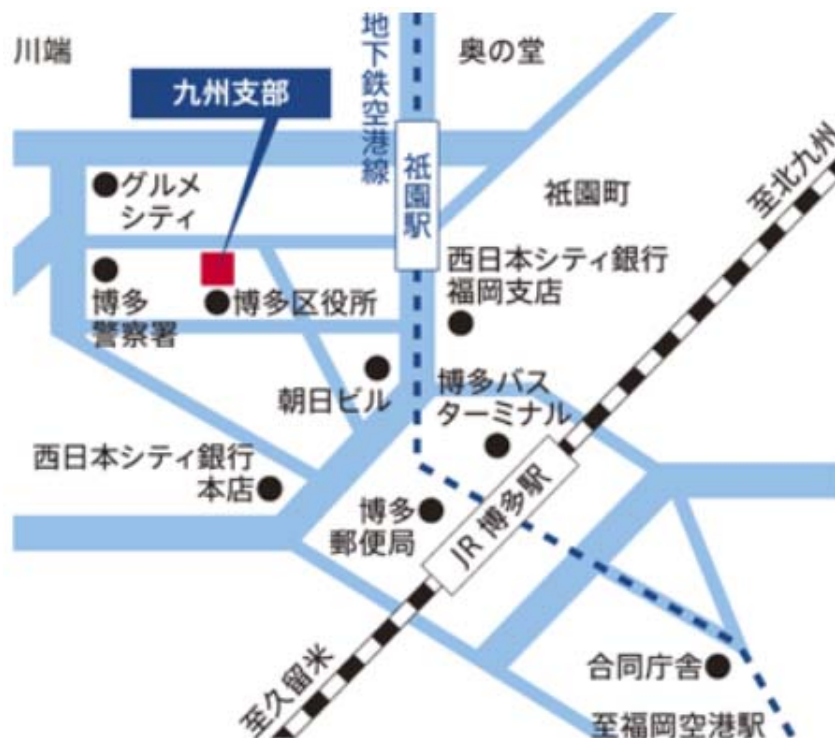 川端
地下鉄空港線
奥の堂
九州支部
グルメ
シティ
祇園駅
祇園町
至北九州
西日本シティ銀行
福岡支店
博多
警察署
博多区役所
朝日ビル
博多バス
ターミナル
西日本シティ銀行
本店
博多
郵便局
JR 博多駅
合同庁舎
至久留米
至福岡空港駅